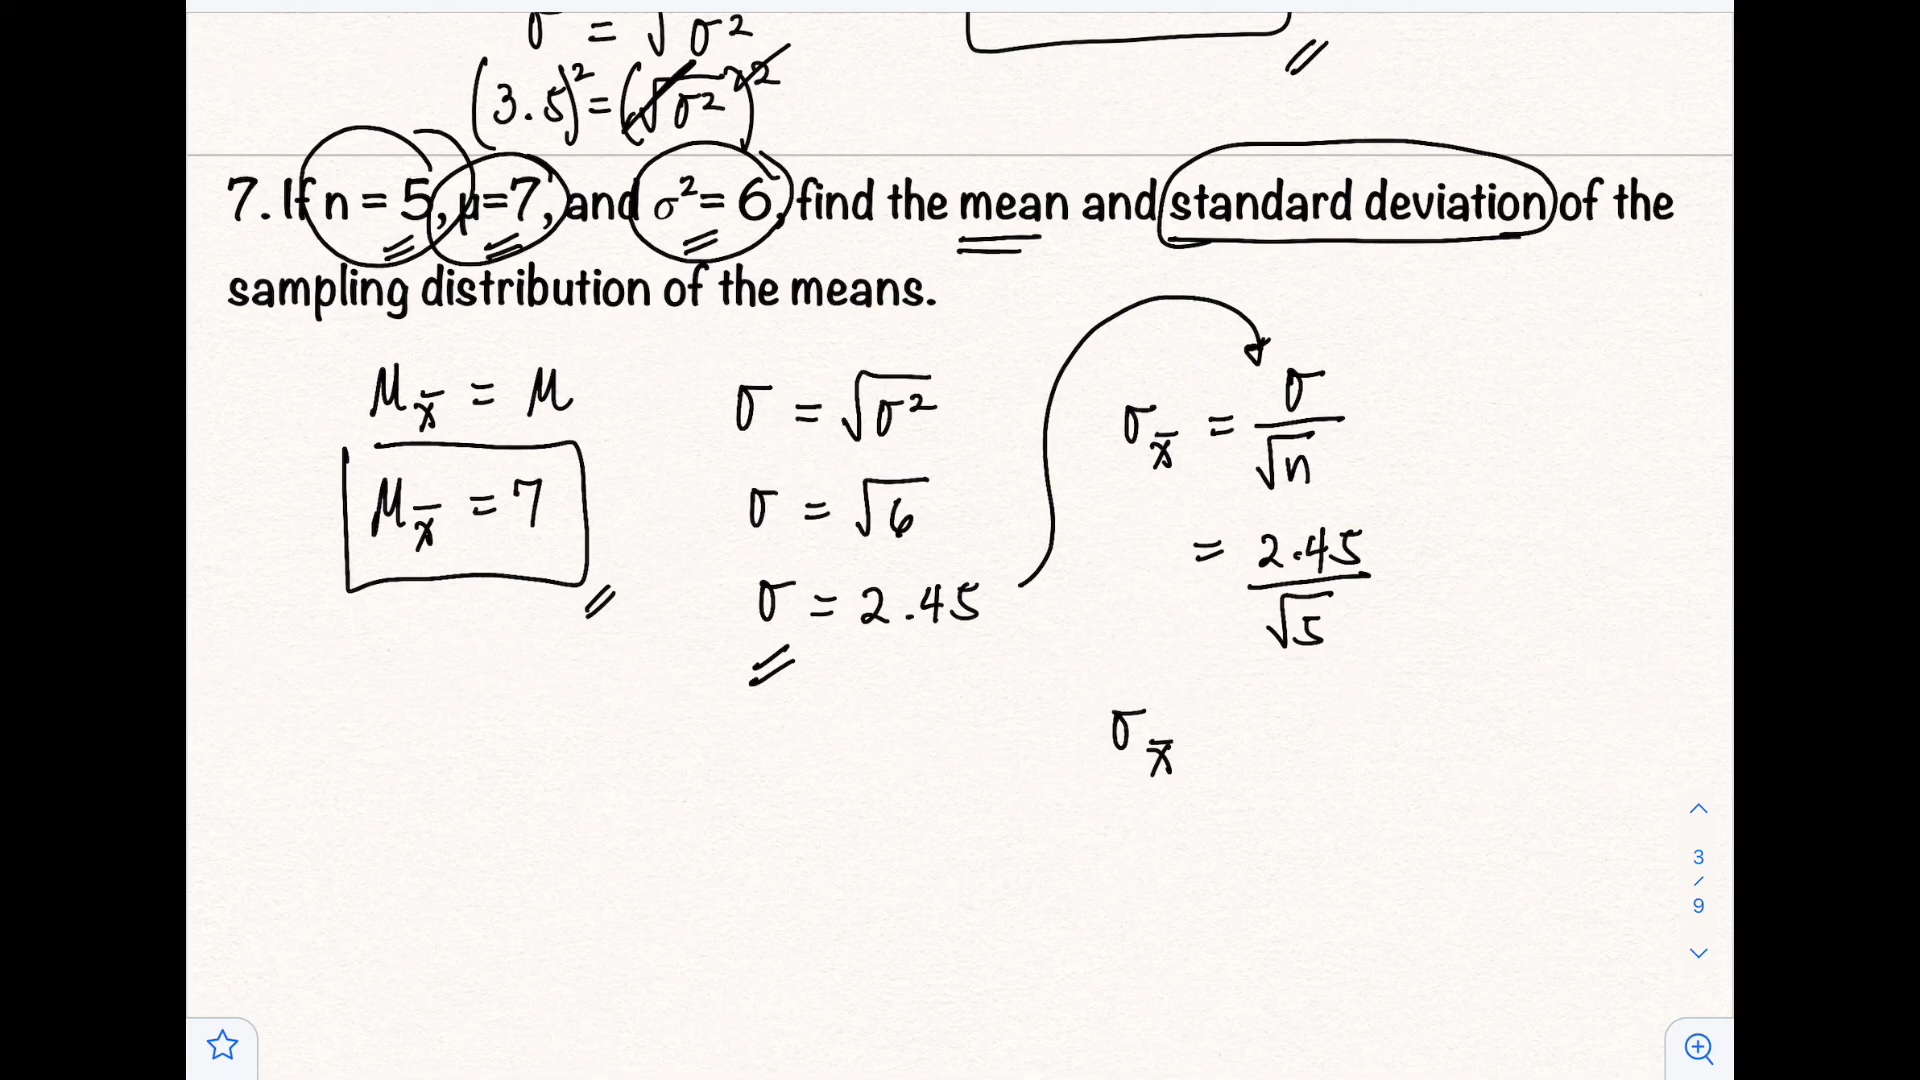 σ = √σ²
(3.5)² = (√σ²)²
7. If n = 5, μ=7, and σ²= 6, find the mean and standard deviation of the
sampling distribution of the means.
μx̄ = μ
μx̄ = 7
σ = √σ²
σ = √6
σ = 2.45
σx̄ = σ/√n
= 2.45/√5
σx̄
3
/
9